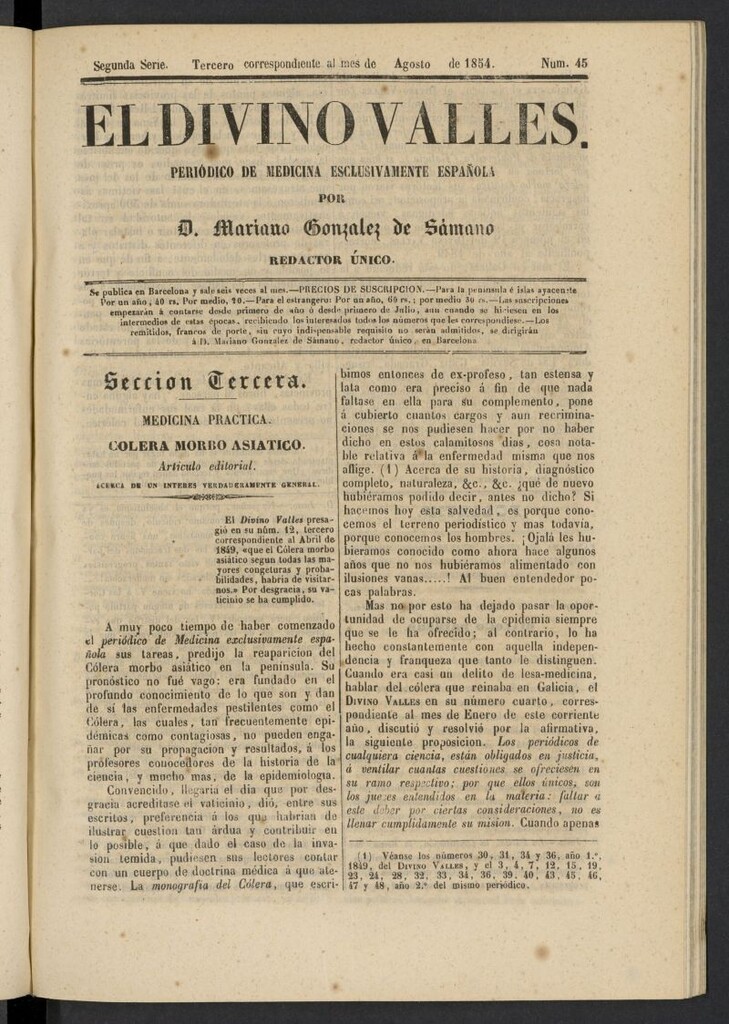 Segunda Serie. Tercero correspondiente al mes de Agosto de 1854. Num. 45
EL DIVINO VALLES.
PERIÓDICO DE MEDICINA ESCLUSIVAMENTE ESPAÑOLA
POR
D. Mariano Gonzalez de Sámano
REDACTOR ÚNICO.
Se publica en Barcelona y sale seis veces al mes.—PRECIOS DE SUSCRIPCION.—Para la península é islas ayacente
Por un año, 40 rs. Por medio, 20.—Para el estrangero: Por un año, 60 rs.; por medio 30 rs.—Las suscripciones
empezarán á contarse desde primero de año ó desde primero de Julio, aun cuando se hiciesen en los
intermedios de estas épocas, recibiendo los interesados todos los números que les correspondiese.—Los
remitidos, francos de porte, sin cuyo indispensable requisito no serán admitidos, se dirigirán
á D. Mariano Gonzalez de Sámano, redactor único, en Barcelona.
Seccion Tercera.
MEDICINA PRACTICA.
COLERA MORBO ASIATICO.
Artículo editorial.
ACERCA DE UN INTERES VERDADERAMENTE GENERAL.
El Divino Valles presa-
gió en su núm. 12, tercero
correspondiente al Abril de
1849, «que el Cólera morbo
asiático segun todas las ma-
yores congeturas y proba-
bilidades, habria de visitar-
nos.» Por desgracia, su va-
ticinio se ha cumplido.
A muy poco tiempo de haber comenzado
el periódico de Medicina exclusivamente espa-
ñola sus tareas, predijo la reaparicion del
Cólera morbo asiático en la península. Su
pronóstico no fué vago: era fundado en el
profundo conocimiento de lo que son y dan
de sí las enfermedades pestilentes como el
Cólera, las cuales, tan frecuentemente epi-
démicas como contagiosas, no pueden enga-
ñar por su propagacion y resultados, á los
profesores conocedores de la historia de la
ciencia, y mucho mas, de la epidemiología.
Convencido, llegaria el dia que por des-
gracia acreditase el vaticinio, dió, entre sus
escritos, preferencia á los que habrian de
ilustrar cuestion tan árdua y contribuir en
lo posible, á que dado el caso de la inva-
sion temida, pudiesen sus lectores contar
con un cuerpo de doctrina médica á que ate-
nerse. La monografía del Cólera, que escri-
bimos entonces de ex-profeso, tan estensa y
lata como era preciso á fin de que nada
faltase en ella para su complemento, pone
á cubierto cuantos cargos y aun recrimina-
ciones se nos pudiesen hacer por no haber
dicho en estos calamitosos dias, cosa nota-
ble relativa á la enfermedad misma que nos
aflige. (1) Acerca de su historia, diagnóstico
completo, naturaleza, &c., &c. ¿qué de nuevo
hubiéramos podido decir, antes no dicho? Si
hacemos hoy esta salvedad, es porque cono-
cemos el terreno periodístico y mas todavía,
porque conocemos los hombres. ¡Ojalá les hu-
biéramos conocido como ahora hace algunos
años que no nos hubiéramos alimentado con
ilusiones vanas.....! Al buen entendedor po-
cas palabras.
Mas no por esto ha dejado pasar la opor-
tunidad de ocuparse de la epidemia siempre
que se le ha ofrecido; al contrario, lo ha
hecho constantemente con aquella indepen-
dencia y franqueza que tanto le distinguen.
Cuando era casi un delito de lesa-medicina,
hablar del cólera que reinaba en Galicia, el
DIVINO VALLES en su número cuarto, corres-
pondiente al mes de Enero de este corriente
año, discutió y resolvió por la afirmativa,
la siguiente proposicion. Los periódicos de
cualquiera ciencia, están obligados en justicia,
á ventilar cuantas cuestiones se ofreciesen en
su ramo respectivo; por que ellos únicos, son
los jueces entendidos en la materia: faltar a
este deber por ciertas consideraciones, no es
llenar cumplidamente su mision. Cuando apenas
(1) Véanse los números 30, 31, 34 y 36, año 1.º,
1849, del DIVINO VALLES, y el 3, 4, 7, 12, 15, 19,
23, 24, 28, 32, 33, 34, 36, 39, 40, 43, 45, 46,
47 y 48, año 2.º del mismo periódico.